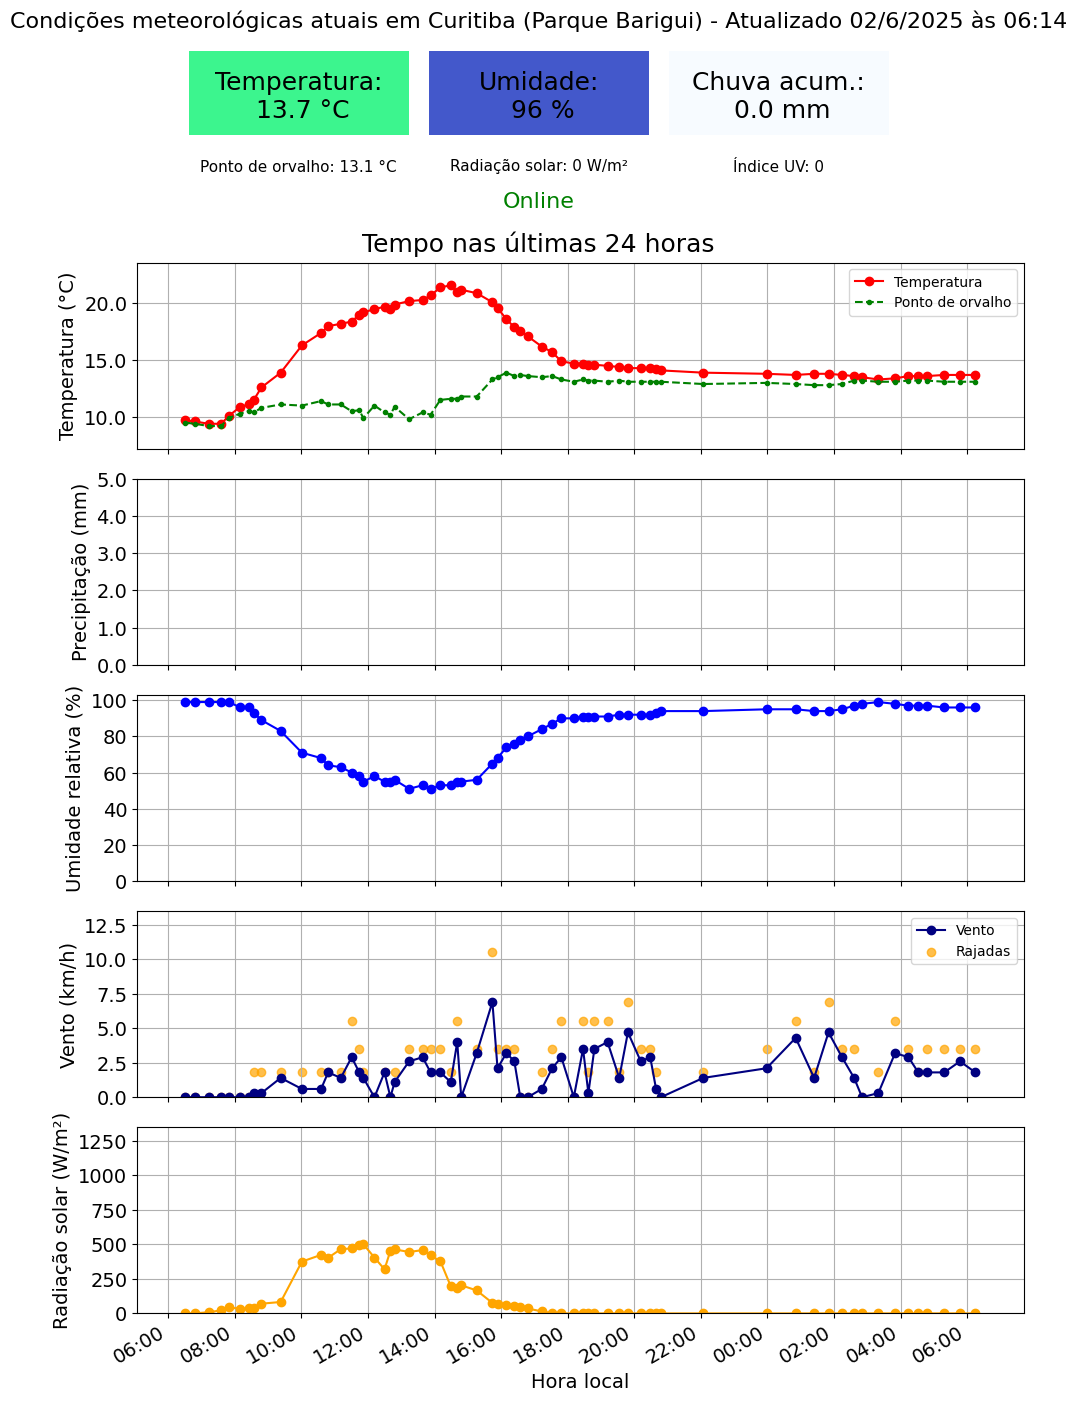 Condições meteorológicas atuais em Curitiba (Parque Barigui) - Atualizado 02/6/2025 às 06:14
Temperatura:
13.7 °C
Umidade:
96 %
Chuva acum.:
0.0 mm
Ponto de orvalho: 13.1 °C
Radiação solar: 0 W/m²
Índice UV: 0
Online
Tempo nas últimas 24 horas
Temperatura (°C)
20.0
15.0
10.0
Temperatura
Ponto de orvalho
Precipitação (mm)
5.0
4.0
3.0
2.0
1.0
0.0
Umidade relativa (%)
100
80
60
40
20
0
Vento (km/h)
12.5
10.0
7.5
5.0
2.5
0.0
Vento
Rajadas
Radiação solar (W/m²)
1250
1000
750
500
250
0
06:00
08:00
10:00
12:00
14:00
16:00
18:00
20:00
22:00
00:00
02:00
04:00
06:00
Hora local